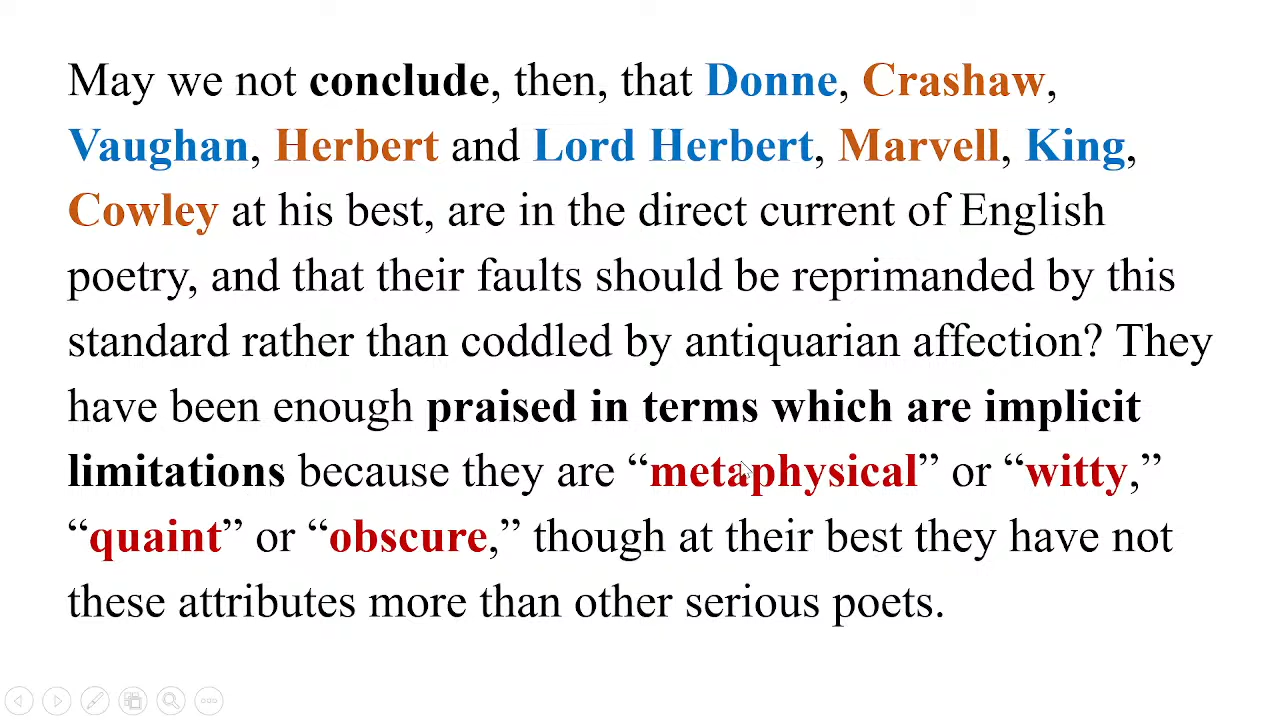 May we not conclude, then, that Donne, Crashaw,
Vaughan, Herbert and Lord Herbert, Marvell, King,
Cowley at his best, are in the direct current of English
poetry, and that their faults should be reprimanded by this
standard rather than coddled by antiquarian affection? They
have been enough praised in terms which are implicit
limitations because they are “metaphysical” or “witty,”
“quaint” or “obscure,” though at their best they have not
these attributes more than other serious poets.